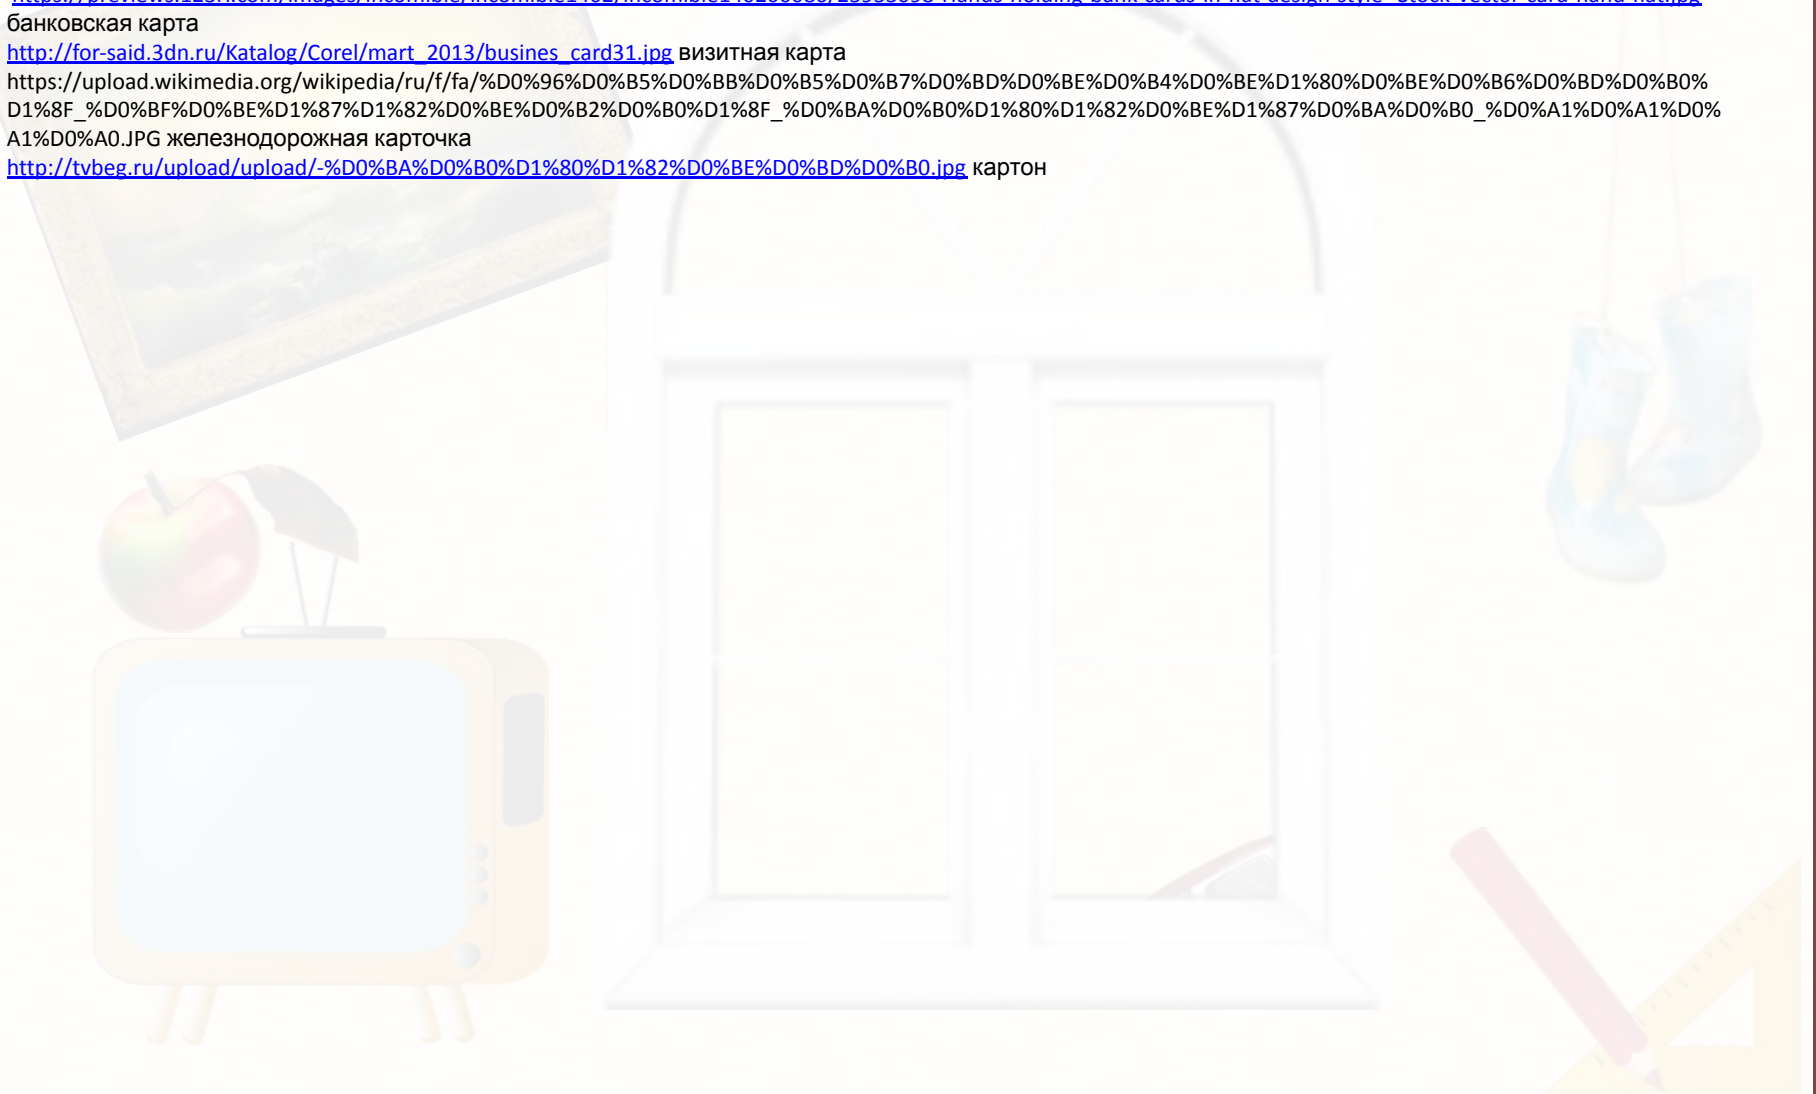 банковская карта
http://for-said.3dn.ru/Katalog/Corel/mart_2013/busines_card31.jpg визитная карта
https://upload.wikimedia.org/wikipedia/ru/f/fa/%D0%96%D0%B5%D0%BB%D0%B5%D0%B7%D0%BD%D0%BE%D0%B4%D0%BE%D1%80%D0%BE%D0%B6%D0%BD%D0%B0%
D1%8F_%D0%BF%D0%BE%D1%87%D1%82%D0%BE%D0%B2%D0%B0%D1%8F_%D0%BA%D0%B0%D1%80%D1%82%D0%BE%D1%87%D0%BA%D0%B0_%D0%A1%D0%A1%D0%
A1%D0%A0.JPG железнодорожная карточка
http://tvbeg.ru/upload/upload/-%D0%BA%D0%B0%D1%80%D1%82%D0%BE%D0%BD%D0%B0.jpg картон